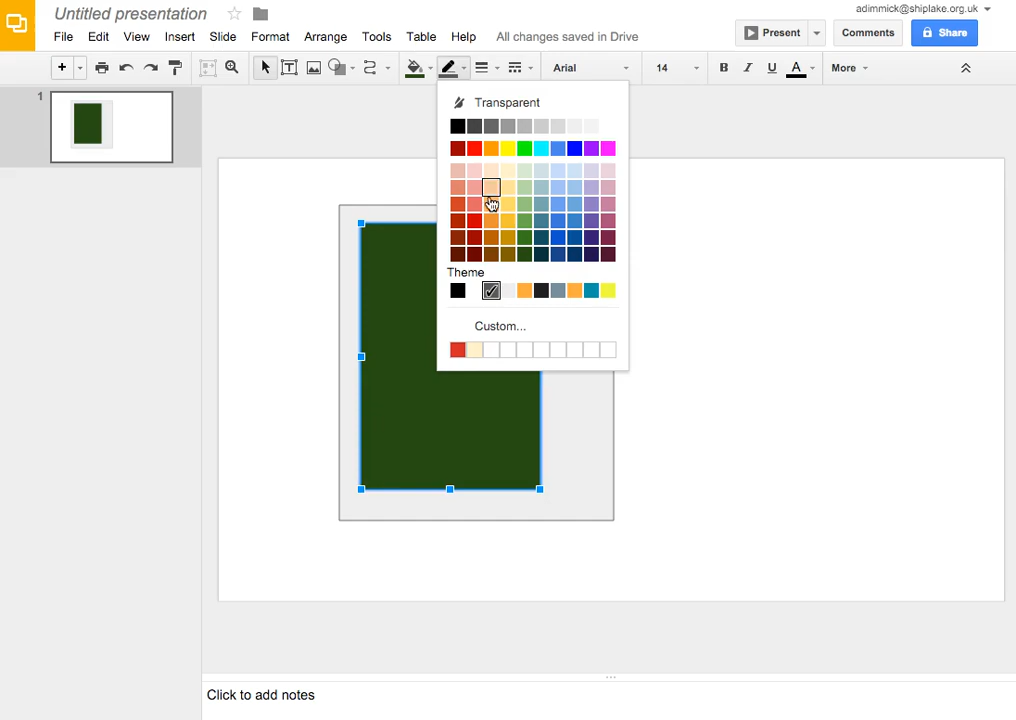 Untitled presentation
adimmick@shiplake.org.uk
File Edit View Insert Slide Format Arrange Tools Table Help All changes saved in Drive
Present Comments Share
Arial 14 B I U A More
1
Transparent
Theme
Custom...
Click to add notes